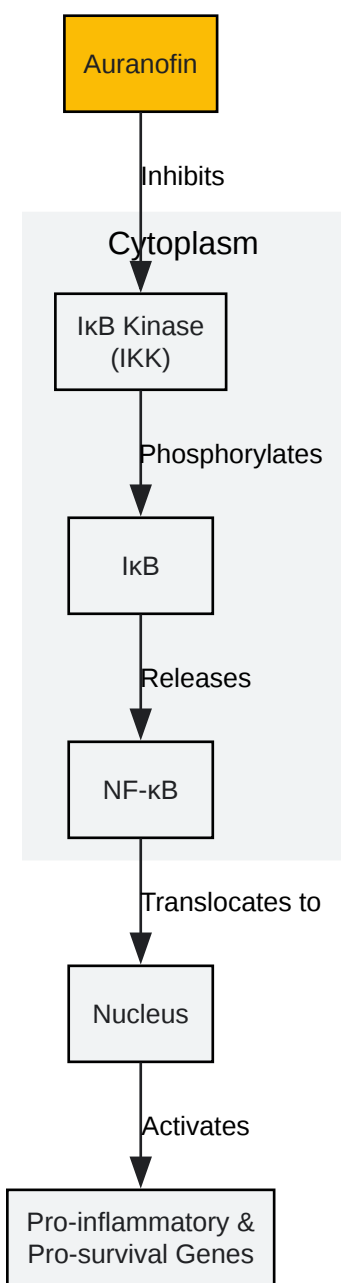 Auranofin
Inhibits
Cytoplasm
IκB Kinase
(IKK)
Phosphorylates
IκB
Releases
NF-κB
Translocates to
Nucleus
Activates
Pro-inflammatory &
Pro-survival Genes